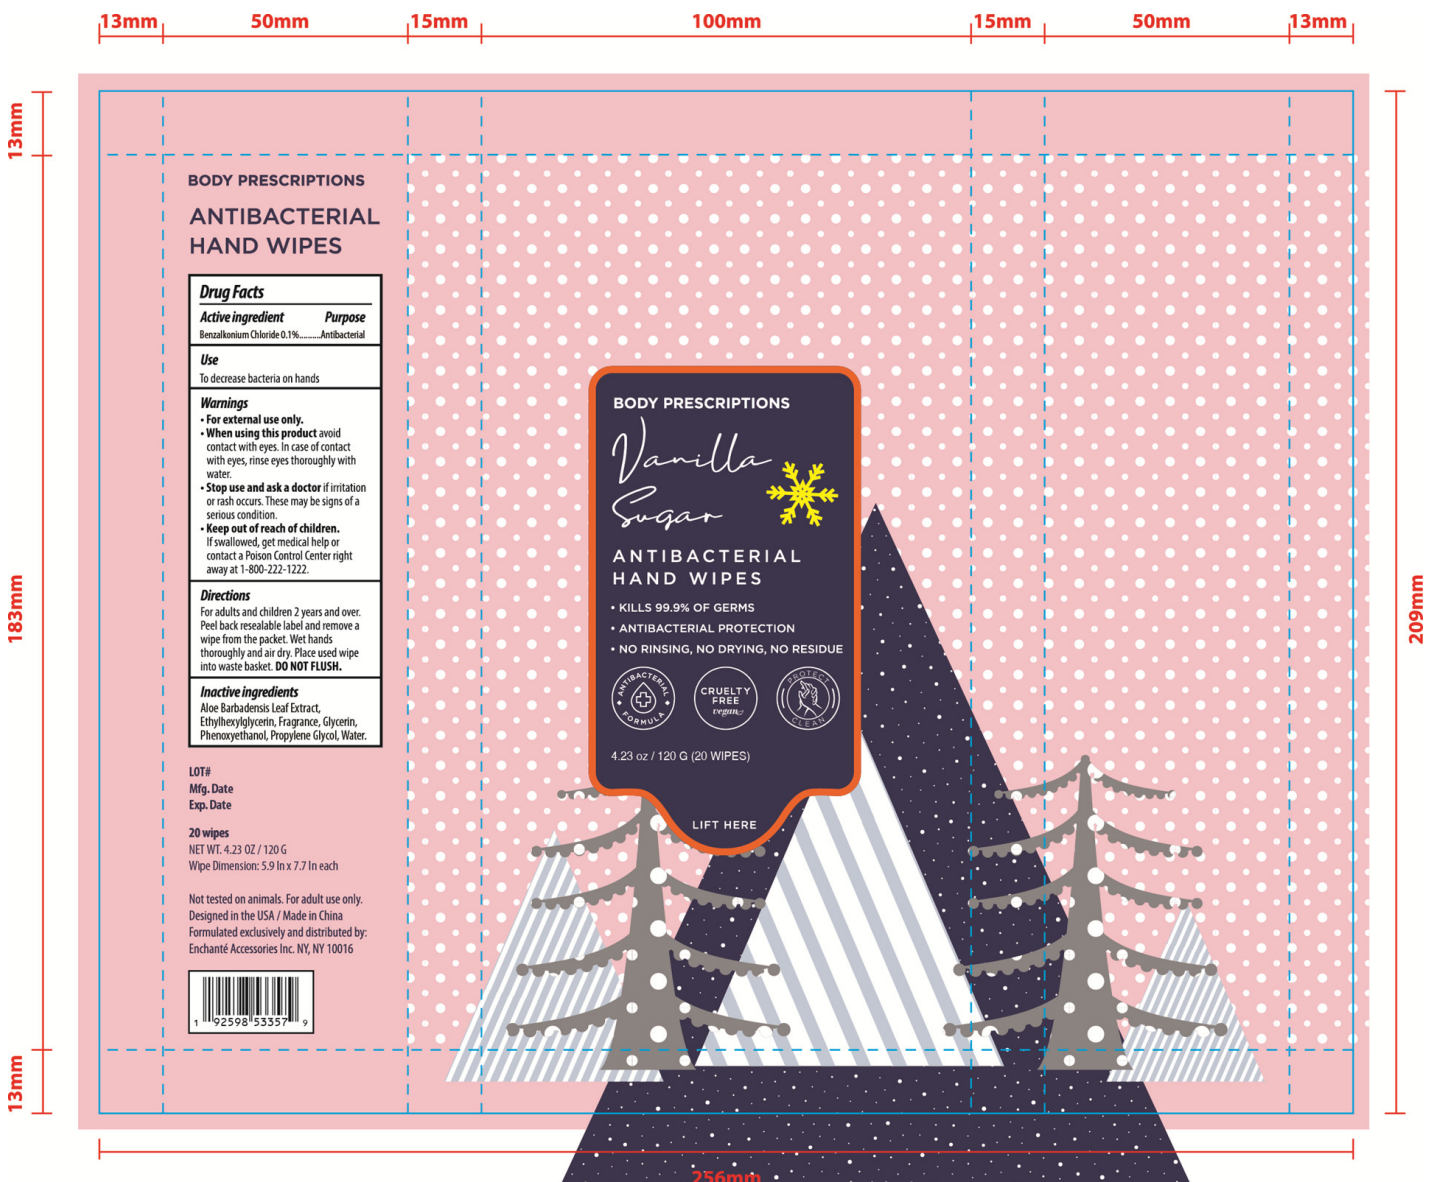 13mm 50mm 15mm 100mm 15mm 50mm 13mm
13mm
183mm
13mm
209mm
256mm
BODY PRESCRIPTIONS
ANTIBACTERIAL
HAND WIPES
Drug Facts
Active ingredient Purpose
Benzalkonium Chloride 0.1%..........Antibacterial
Use
To decrease bacteria on hands
Warnings
• For external use only.
• When using this product avoid
contact with eyes. In case of contact
with eyes, rinse eyes thoroughly with
water.
• Stop use and ask a doctor if irritation
or rash occurs. These may be signs of a
serious condition.
• Keep out of reach of children.
If swallowed, get medical help or
contact a Poison Control Center right
away at 1-800-222-1222.
Directions
For adults and children 2 years and over.
Peel back resealable label and remove a
wipe from the packet. Wet hands
thoroughly and air dry. Place used wipe
into waste basket. DO NOT FLUSH.
Inactive ingredients
Aloe Barbadensis Leaf Extract,
Ethylhexylglycerin, Fragrance, Glycerin,
Phenoxyethanol, Propylene Glycol, Water.
LOT#
Mfg. Date
Exp. Date
20 wipes
NET WT. 4.23 OZ / 120 G
Wipe Dimension: 5.9 In x 7.7 In each
Not tested on animals. For adult use only.
Designed in the USA / Made in China
Formulated exclusively and distributed by:
Enchanté Accessories Inc. NY, NY 10016
1 92598 53357 9
BODY PRESCRIPTIONS
Vanilla
Sugar
ANTIBACTERIAL
HAND WIPES
• KILLS 99.9% OF GERMS
• ANTIBACTERIAL PROTECTION
• NO RINSING, NO DRYING, NO RESIDUE
ANTIBACTERIAL
FORMULA
CRUELTY
FREE
vegan
PROTECT
CLEAN
4.23 oz / 120 G (20 WIPES)
LIFT HERE